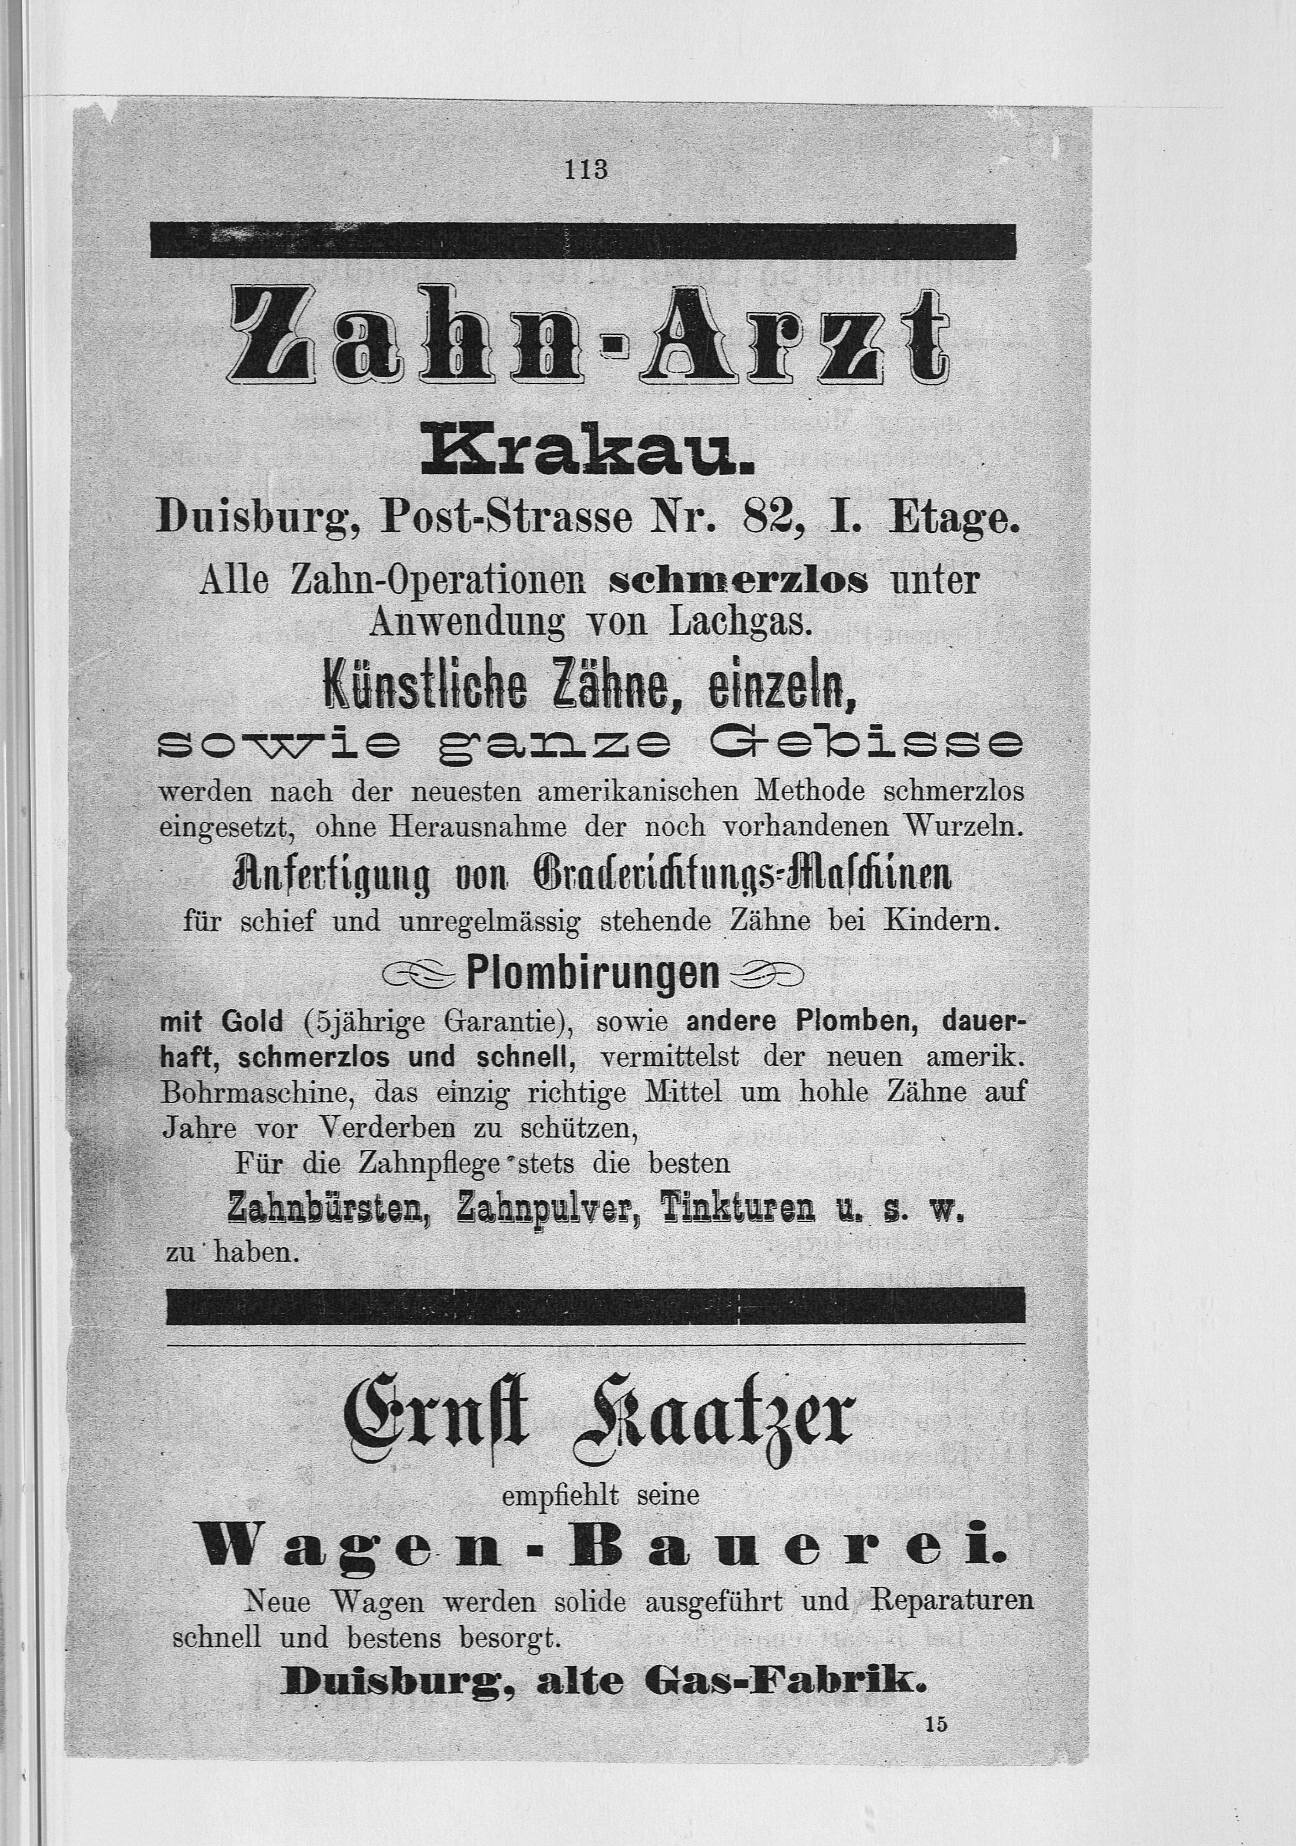 113
Zahn-Arzt
Krakau.
Duisburg, Post-Strasse Nr. 82, I. Etage.
Alle Zahn-Operationen schmerzlos unter
Anwendung von Lachgas.
Künstliche Zähne, einzeln,
sowie ganze Gebisse
werden nach der neuesten amerikanischen Methode schmerzlos
eingesetzt, ohne Herausnahme der noch vorhandenen Wurzeln.
Anfertigung von Graderichtungs-Maschinen
für schief und unregelmässig stehende Zähne bei Kindern.
Plombirungen
mit Gold (5jährige Garantie), sowie andere Plomben, dauer-
haft, schmerzlos und schnell, vermittelst der neuen amerik.
Bohrmaschine, das einzig richtige Mittel um hohle Zähne auf
Jahre vor Verderben zu schützen,
Für die Zahnpflege stets die besten
Zahnbürsten, Zahnpulver, Tinkturen u. s. w.
zu haben.
Ernst Kaatzer
empfiehlt seine
Wagen-Bauerei.
Neue Wagen werden solide ausgeführt und Reparaturen
schnell und bestens besorgt.
Duisburg, alte Gas-Fabrik.
15